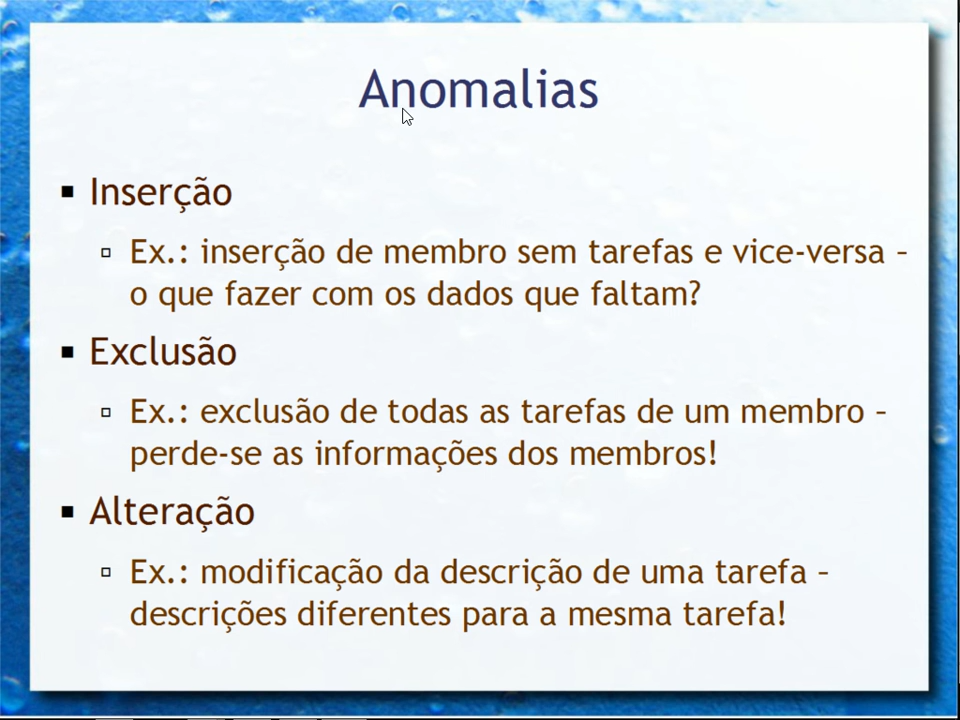 Anomalias
Inserção
Ex.: inserção de membro sem tarefas e vice-versa –
o que fazer com os dados que faltam?
Exclusão
Ex.: exclusão de todas as tarefas de um membro –
perde-se as informações dos membros!
Alteração
Ex.: modificação da descrição de uma tarefa –
descrições diferentes para a mesma tarefa!